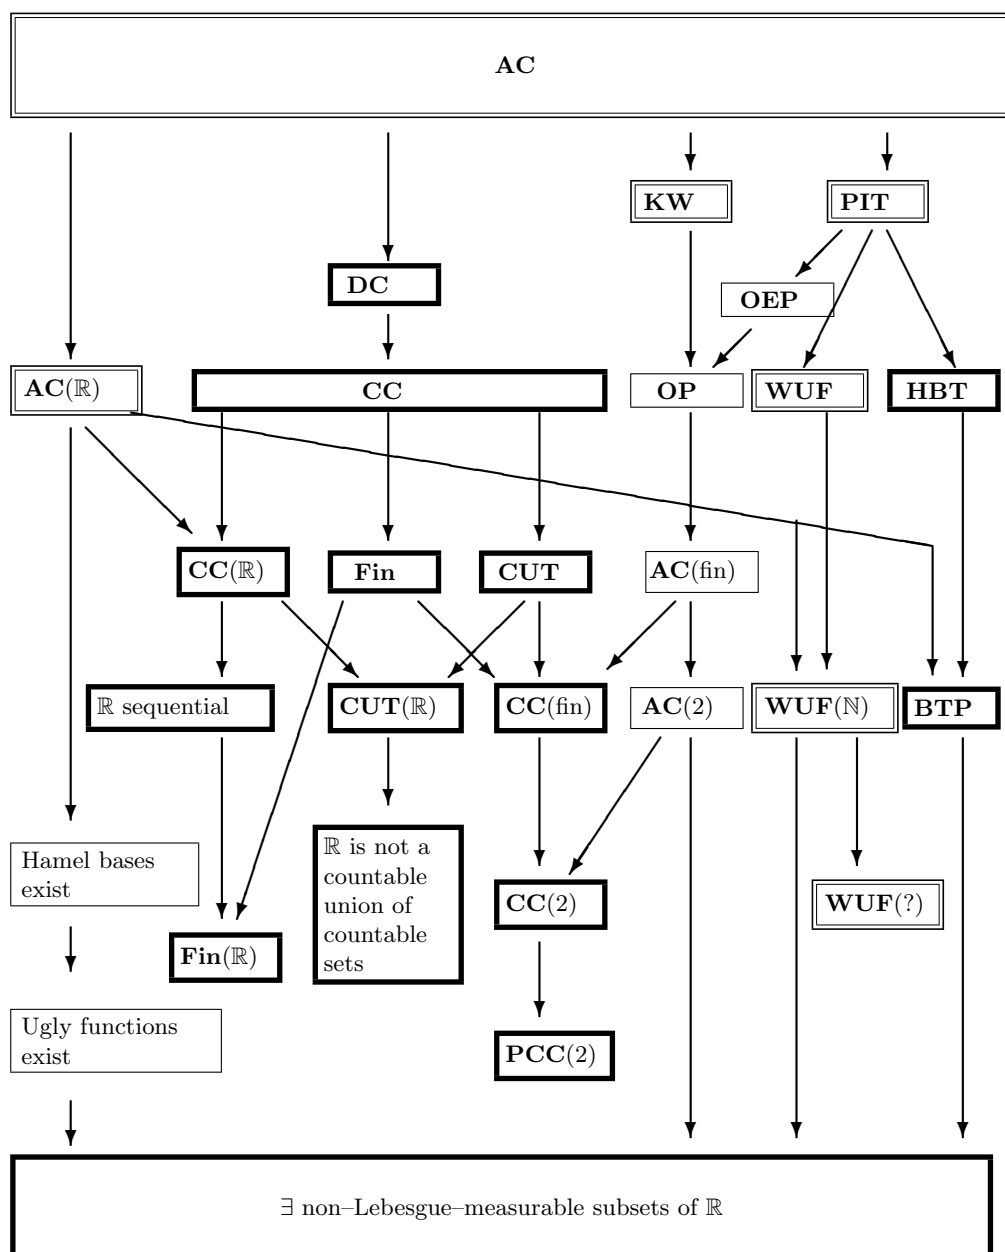 AC
KW
PIT
DC
OEP
AC(ℝ)
CC
OP
WUF
HBT
CC(ℝ)
Fin
CUT
AC(fin)
ℝ sequential
CUT(ℝ)
CC(fin)
AC(2)
WUF(ℕ)
BTP
Hamel bases
exist
ℝ is not a
countable
union of
countable
sets
CC(2)
WUF(?)
Fin(ℝ)
Ugly functions
exist
PCC(2)
∃ non–Lebesgue–measurable subsets of ℝ